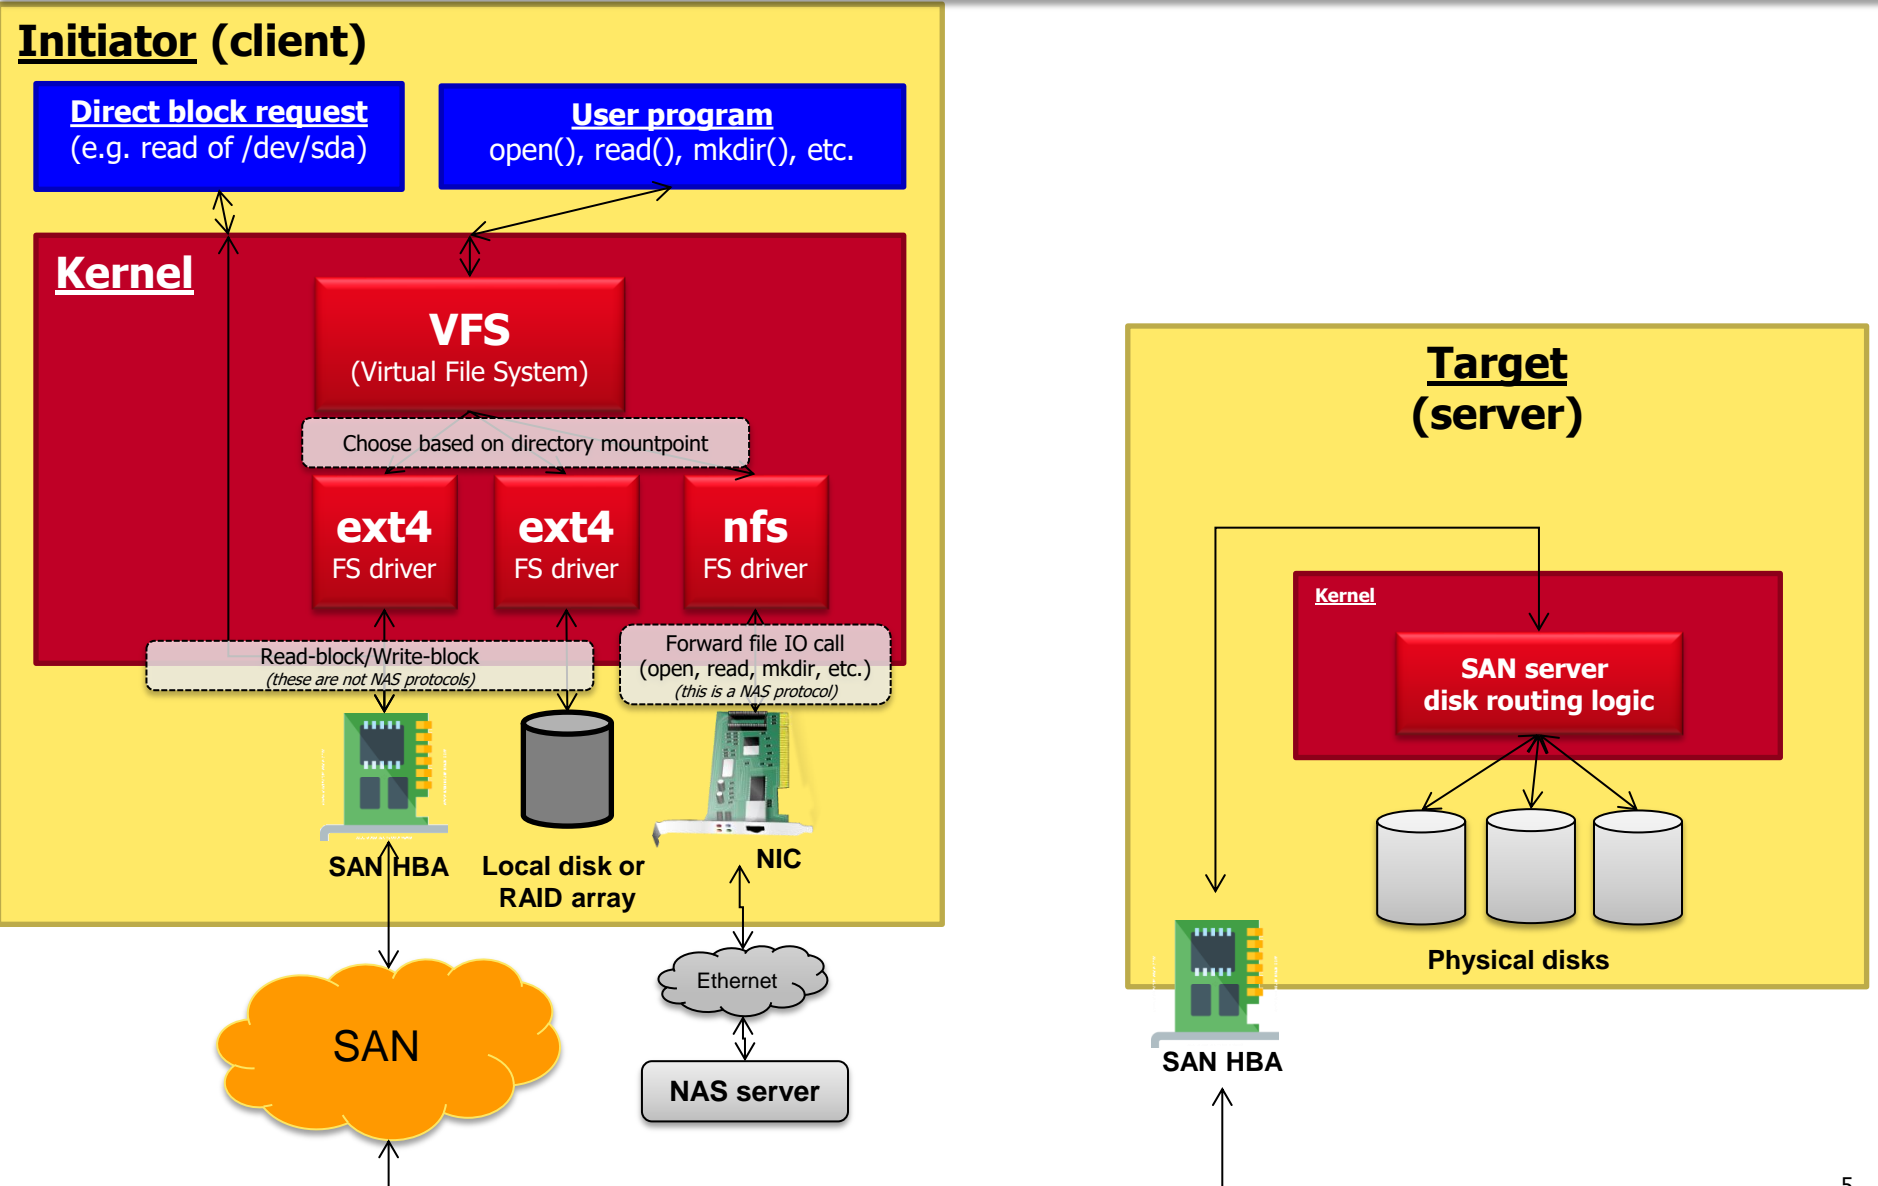 Initiator (client)
Direct block request
(e.g. read of /dev/sda)
User program
open(), read(), mkdir(), etc.
Kernel
VFS
(Virtual File System)
Choose based on directory mountpoint
ext4
FS driver
ext4
FS driver
nfs
FS driver
Read-block/Write-block
(these are not NAS protocols)
Forward file IO call
(open, read, mkdir, etc.)
(this is a NAS protocol)
SAN HBA
Local disk or
RAID array
NIC
SAN
Ethernet
NAS server
Target
(server)
Kernel
SAN server
disk routing logic
Physical disks
SAN HBA
5